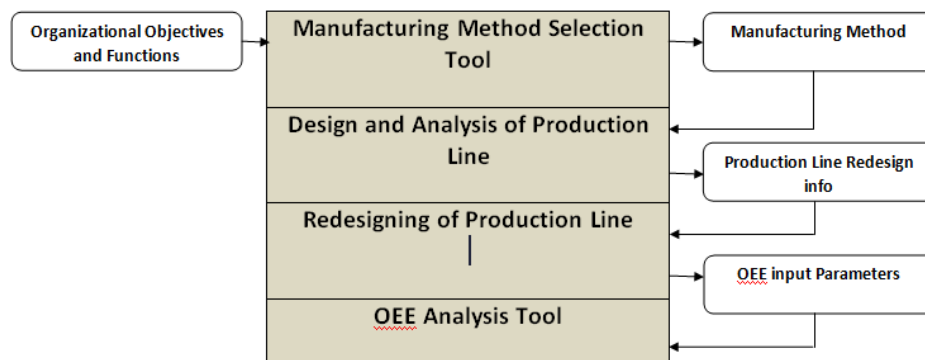 Organizational Objectives
and Functions
Manufacturing Method Selection
Tool
Manufacturing Method
Design and Analysis of Production
Line
Production Line Redesign
info
Redesigning of Production Line
OEE input Parameters
OEE Analysis Tool